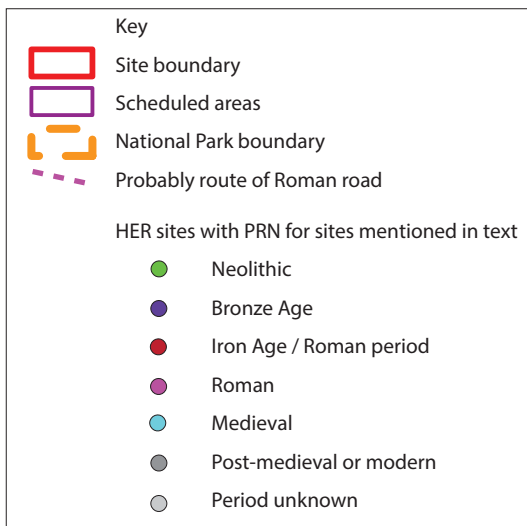 Key
Site boundary
Scheduled areas
National Park boundary
Probably route of Roman road
HER sites with PRN for sites mentioned in text
Neolithic
Bronze Age
Iron Age / Roman period
Roman
Medieval
Post-medieval or modern
Period unknown